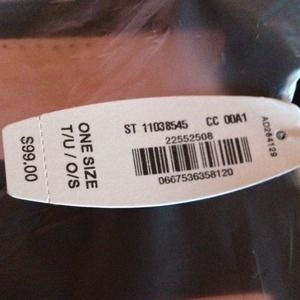 $99.00
ONE SIZE
T/U / O/S
ST 11038545 CC 00A1
22552508
0667536358120
AD264129